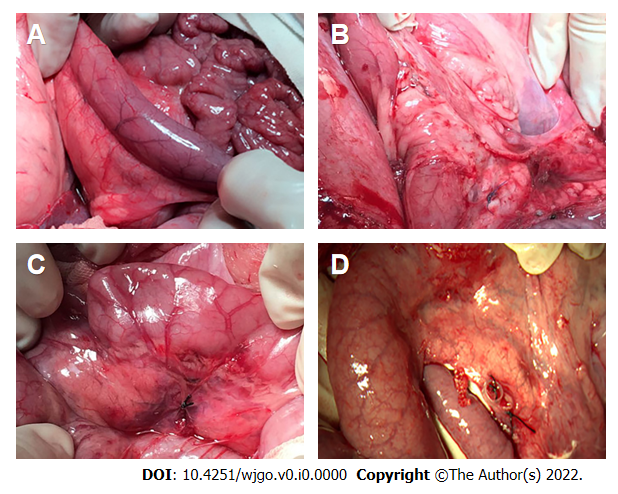 A
B
C
D
DOI: 10.4251/wjgo.v0.i0.0000 Copyright ©The Author(s) 2022.